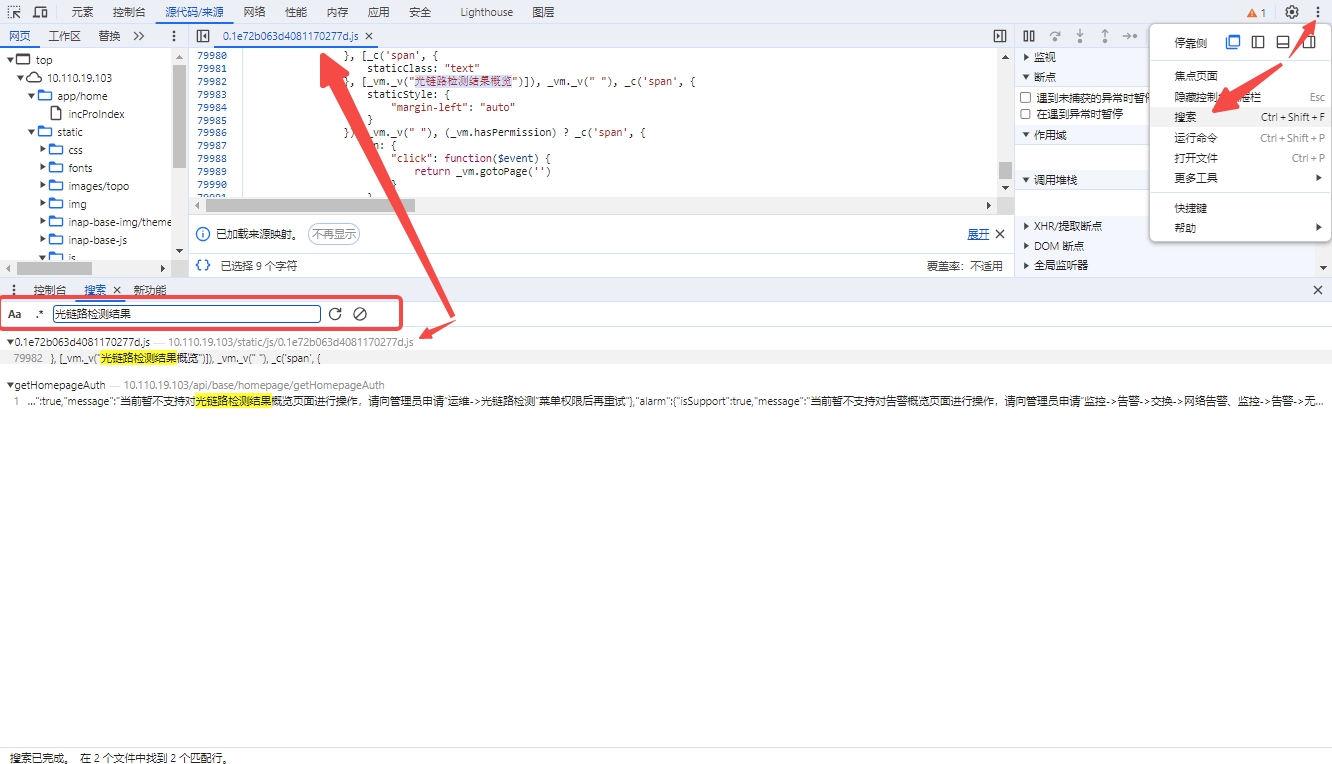 元素 控制台 源代码/来源 网络 性能 内存 应用 安全 Lighthouse 图层 1
网页 工作区 替换
0.1e72b063d4081170277d.js
top
10.110.19.103
app/home
incProIndex
static
css
fonts
images/topo
img
inap-base-img/theme
inap-base-js
js
79980 }, [_c('span', {
79981 staticClass: "text"
79982 }, [_vm._v("光链路检测结果概览")]), _vm._v(" "), _c('span', {
79983 staticStyle: {
79984 "margin-left": "auto"
79985 }
79986 }), _vm._v(" "), (_vm.hasPermission) ? _c('span', {
79987 on: {
79988 "click": function($event) {
79989 return _vm.gotoPage('')
79990 }
79991 }
已加载来源映射。 不再显示 展开
{} 已选择 9 个字符 覆盖率：不适用
监视
断点
遇到未捕获的异常时暂停
在遇到异常时暂停
作用域
调用堆栈
XHR/提取断点
DOM 断点
全局监听器
停靠侧
焦点页面
隐藏控制台 Esc
搜索 Ctrl + Shift + F
运行命令 Ctrl + Shift + P
打开文件 Ctrl + P
更多工具
快捷键
帮助
控制台 搜索 新功能
Aa .* 光链路检测结果
0.1e72b063d4081170277d.js — 10.110.19.103/static/js/0.1e72b063d4081170277d.js
79982 }, [_vm._v("光链路检测结果概览")]), _vm._v(" "), _c('span', {
getHomepageAuth — 10.110.19.103/api/base/homepage/getHomepageAuth
1 …":true,"message":"当前暂不支持对光链路检测结果概览页面进行操作，请向管理员申请“运维->光链路检测”菜单权限后再重试"},"alarm":{"isSupport":true,"message":"当前暂不支持对告警概览页面进行操作，请向管理员申请“监控->告警->交换->网络告警、监控->告警->无…
搜索已完成。 在 2 个文件中找到 2 个匹配行。